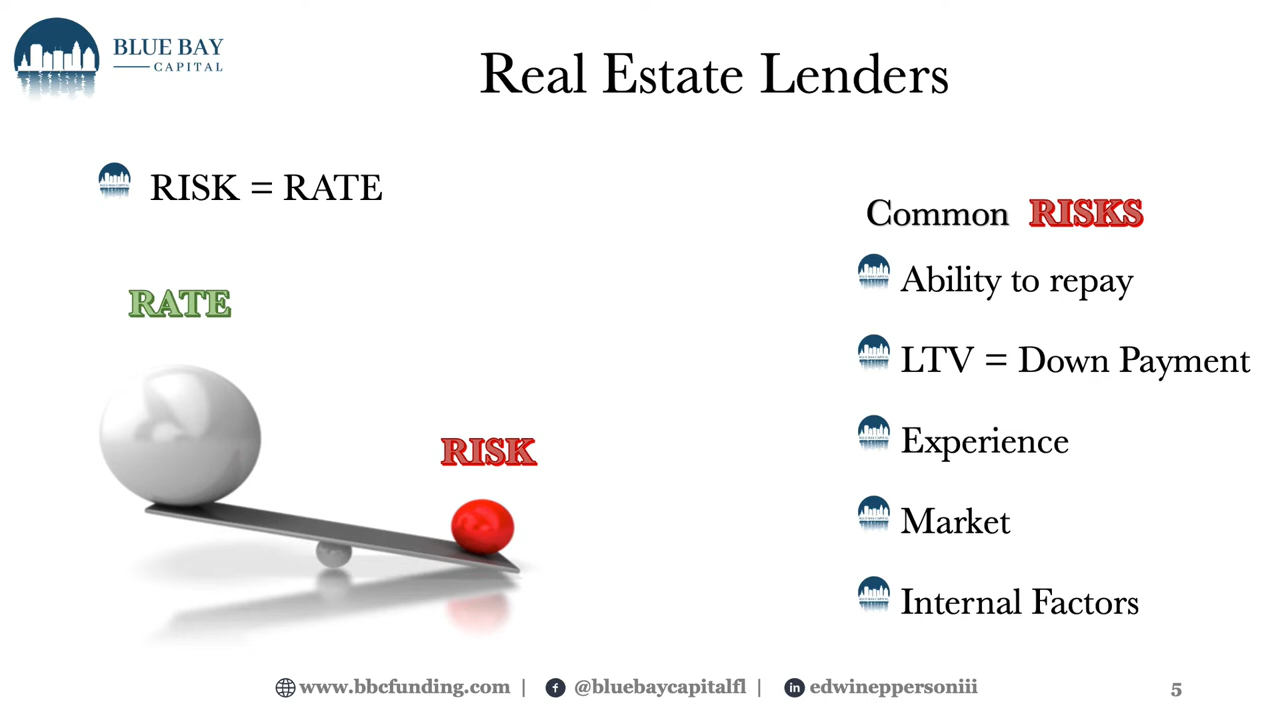 BLUE BAY
CAPITAL
Real Estate Lenders
RISK = RATE
RATE
RISK
Common RISKS
Ability to repay
LTV = Down Payment
Experience
Market
Internal Factors
www.bbcfunding.com | @bluebaycapitalfl | edwineppersoniii
5